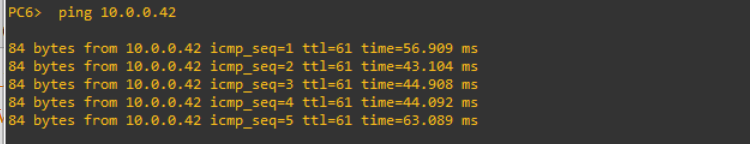 PC6> ping 10.0.0.42
84 bytes from 10.0.0.42 icmp_seq=1 ttl=61 time=56.909 ms
84 bytes from 10.0.0.42 icmp_seq=2 ttl=61 time=43.104 ms
84 bytes from 10.0.0.42 icmp_seq=3 ttl=61 time=44.908 ms
84 bytes from 10.0.0.42 icmp_seq=4 ttl=61 time=44.092 ms
84 bytes from 10.0.0.42 icmp_seq=5 ttl=61 time=63.089 ms